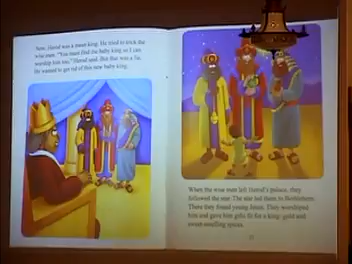 Now, Herod was a mean king. He tried to trick the
wise men. "You must find the baby king so I can
worship him too," Herod said. But that was a lie.
He wanted to get rid of this new baby king.
When the wise men left Herod's palace, they
followed the star. The star led them to Bethlehem.
There they found young Jesus. They worshiped
him and gave him gifts fit for a king: gold and
sweet-smelling spices.